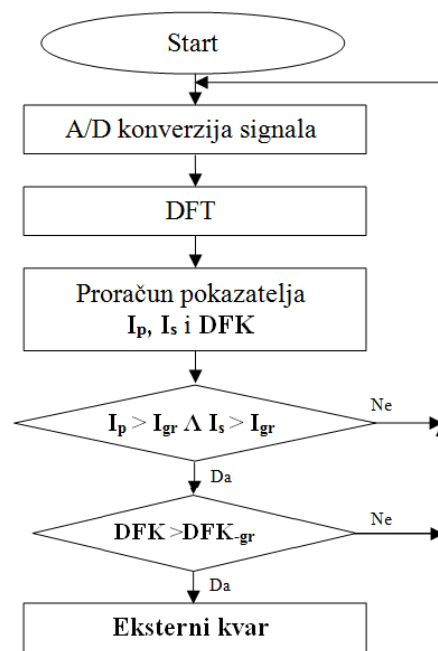 Start
A/D konverzija signala
DFT
Proračun pokazatelja
Ip, Is i DFK
Ip > Igr Λ Is > Igr
Ne
Da
DFK >DFK-gr
Ne
Da
Eksterni kvar